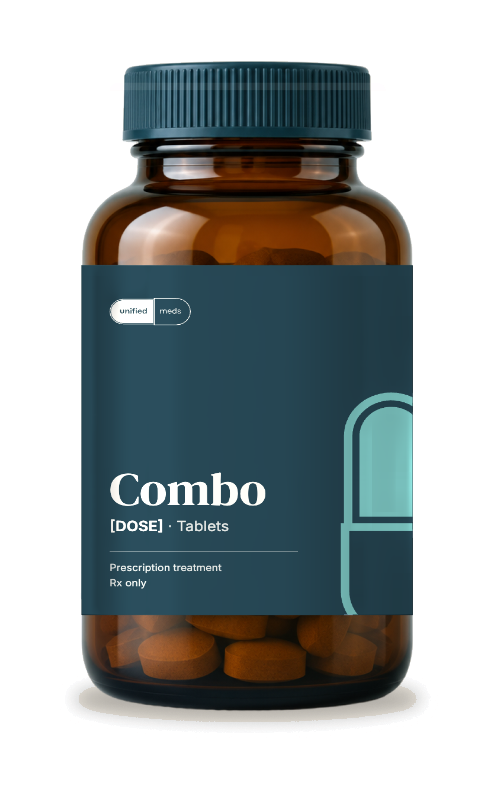 unified meds
Combo
[DOSE] · Tablets
Prescription treatment
Rx only